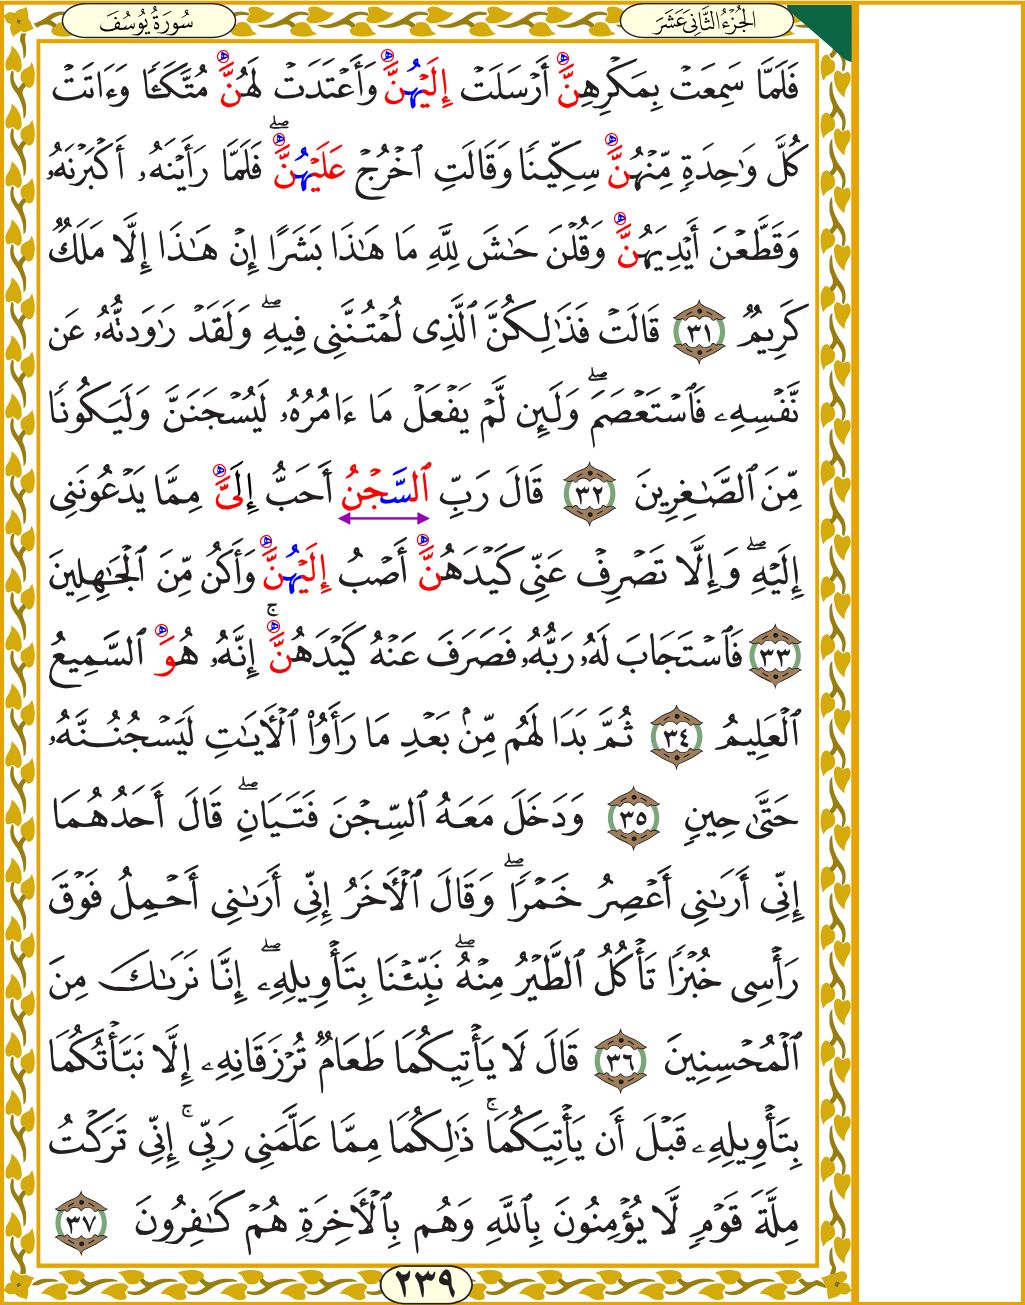 الجُزْءُ الثَّانِي عَشَرَ
سُورَةُ يُوسُفَ
فَلَمَّا سَمِعَتْ بِمَكْرِهِنَّ أَرْسَلَتْ إِلَيْهُنَّ وَأَعْتَدَتْ لَهُنَّ مُتَّكَـًٔا وَءَاتَتْ
كُلَّ وَٰحِدَةٍ مِّنْهُنَّ سِكِّينًا وَقَالَتِ ٱخْرُجْ عَلَيْهُنَّ ۖ فَلَمَّا رَأَيْنَهُۥ أَكْبَرْنَهُۥ
وَقَطَّعْنَ أَيْدِيَهُنَّ وَقُلْنَ حَٰشَ لِلَّهِ مَا هَٰذَا بَشَرًا إِنْ هَٰذَا إِلَّا مَلَكٌ
كَرِيمٌ ٣١ قَالَتْ فَذَٰلِكُنَّ ٱلَّذِى لُمْتُنَّنِى فِيهِ ۖ وَلَقَدْ رَٰوَدتُّهُۥ عَن
نَّفْسِهِۦ فَٱسْتَعْصَمَ ۖ وَلَئِن لَّمْ يَفْعَلْ مَا ءَامُرُهُۥ لَيُسْجَنَنَّ وَلَيَكُونًا
مِّنَ ٱلصَّٰغِرِينَ ٣٢ قَالَ رَبِّ ٱلسَّجْنُ أَحَبُّ إِلَىَّ مِمَّا يَدْعُونَنِى
إِلَيْهِ ۖ وَإِلَّا تَصْرِفْ عَنِّى كَيْدَهُنَّ أَصْبُ إِلَيْهُنَّ وَأَكُن مِّنَ ٱلْجَٰهِلِينَ
٣٣ فَٱسْتَجَابَ لَهُۥ رَبُّهُۥ فَصَرَفَ عَنْهُ كَيْدَهُنَّ ۚ إِنَّهُۥ هُوَ ٱلسَّمِيعُ
ٱلْعَلِيمُ ٣٤ ثُمَّ بَدَا لَهُم مِّنۢ بَعْدِ مَا رَأَوُا۟ ٱلْأَيَٰتِ لَيَسْجُنُنَّهُۥ
حَتَّىٰ حِينٍ ٣٥ وَدَخَلَ مَعَهُ ٱلسِّجْنَ فَتَيَانِ ۖ قَالَ أَحَدُهُمَا
إِنِّى أَرَىٰنِى أَعْصِرُ خَمْرًا ۖ وَقَالَ ٱلْأَخَرُ إِنِّى أَرَىٰنِى أَحْمِلُ فَوْقَ
رَأْسِى خُبْزًا تَأْكُلُ ٱلطَّيْرُ مِنْهُ ۖ نَبِّئْنَا بِتَأْوِيلِهِۦ ۖ إِنَّا نَرَىٰكَ مِنَ
ٱلْمُحْسِنِينَ ٣٦ قَالَ لَا يَأْتِيكُمَا طَعَامٌ تُرْزَقَانِهِۦ إِلَّا نَبَّأْتُكُمَا
بِتَأْوِيلِهِۦ قَبْلَ أَن يَأْتِيَكُمَا ۚ ذَٰلِكُمَا مِمَّا عَلَّمَنِى رَبِّى ۚ إِنِّى تَرَكْتُ
مِلَّةَ قَوْمٍ لَّا يُؤْمِنُونَ بِٱللَّهِ وَهُم بِٱلْأَخِرَةِ هُمْ كَٰفِرُونَ ٣٧
٢٣٩